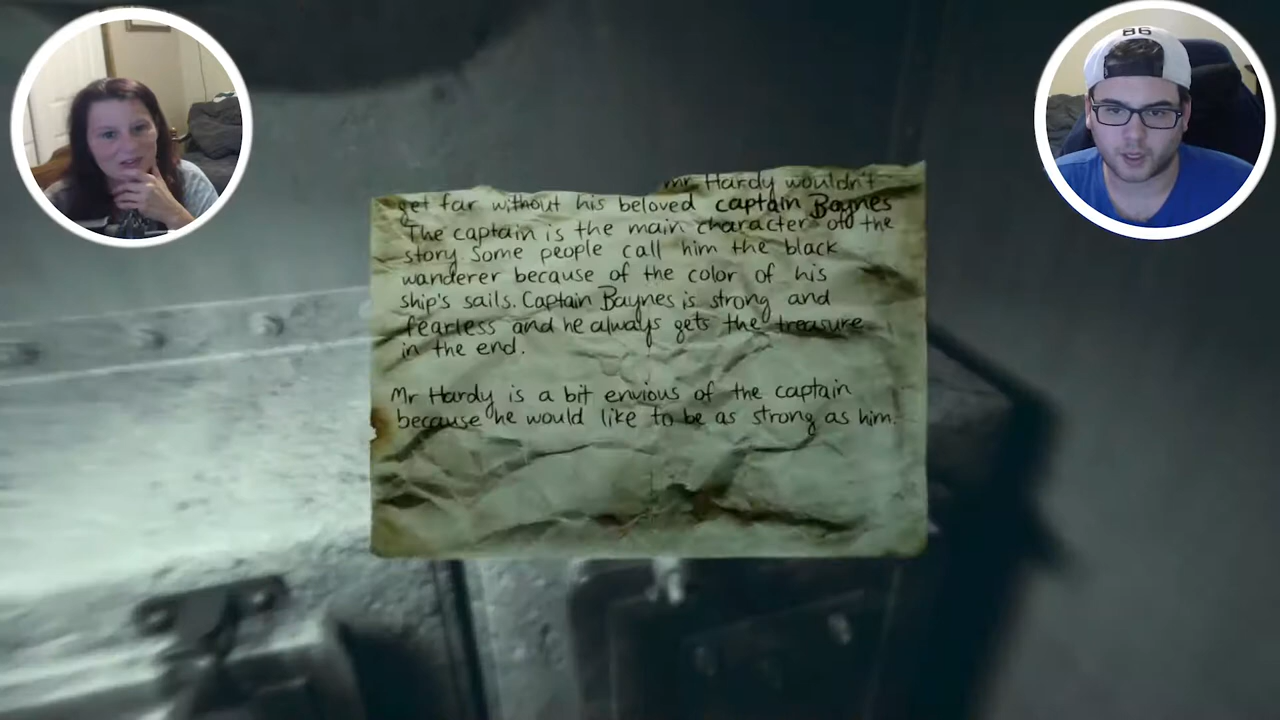 B6
mr Hardy wouldn't
get far without his beloved captain Baynes
The captain is the main character of the
story. Some people call him the black
wanderer because of the color of his
ship's sails. Captain Baynes is strong and
fearless and he always gets the treasure
in the end.
Mr Hardy is a bit envious of the captain
because he would like to be as strong as him.